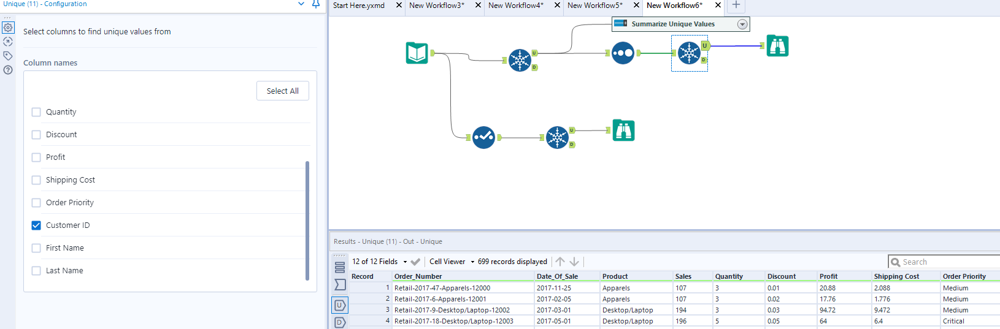 Unique (11) - Configuration
Start Here.yxmd
New Workflow3*
New Workflow4*
New Workflow5*
New Workflow6*
Select columns to find unique values from
Column names
Select All
Quantity
Discount
Profit
Shipping Cost
Order Priority
Customer ID
First Name
Last Name
Summarize Unique Values
U
D
U
D
U
D
Results - Unique (11) - Out - Unique
12 of 12 Fields Cell Viewer 699 records displayed Search
Record Order_Number Date_Of_Sale Product Sales Quantity Discount Profit Shipping Cost Order Priority
1 Retail-2017-47-Apparels-12000 2017-11-25 Apparels 107 3 0.01 20.88 2.088 Medium
2 Retail-2017-6-Apparels-12001 2017-02-05 Apparels 107 3 0.02 17.76 1.776 Medium
3 Retail-2017-9-Desktop/Laptop-12002 2017-03-01 Desktop/Laptop 194 3 0.03 94.72 9.472 Medium
4 Retail-2017-18-Desktop/Laptop-12003 2017-05-01 Desktop/Laptop 196 5 0.05 64 6.4 Critical
U
D